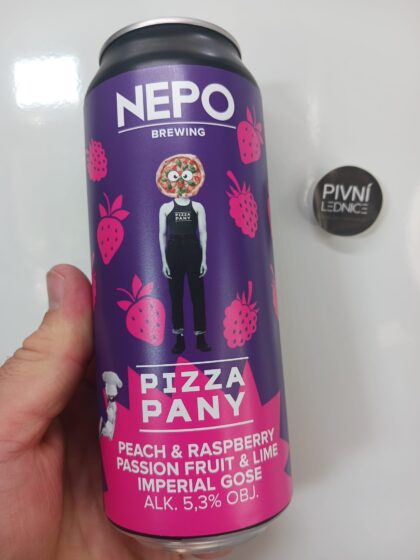 NEPO
BREWING
PIZZA
PANY
PIVNÍ
LEDNICE
PIZZA
PANY
PEACH & RASPBERRY
PASSION FRUIT & LIME
IMPERIAL GOSE
ALK. 5,3% OBJ.